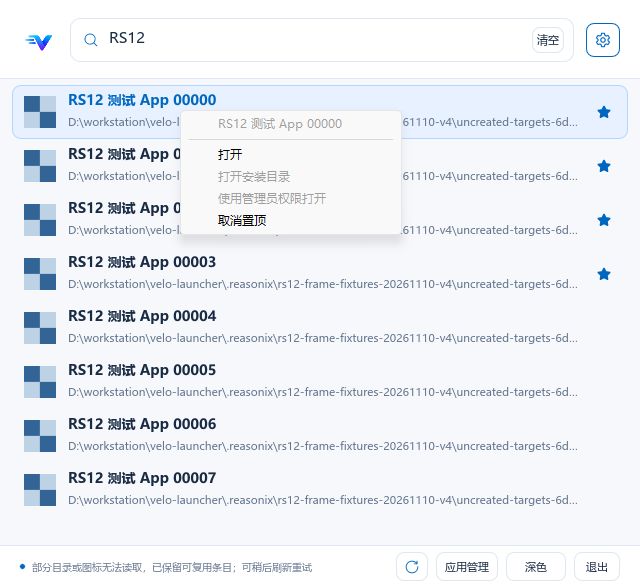 RS12
清空
RS12 测试 App 00000
D:\workstation\velo-l
61110-v4\uncreated-targets-6d...
RS12 测试 App 00000
打开
打开安装目录
使用管理员权限打开
取消置顶
RS12 测试 App 0
D:\workstation\velo-l
61110-v4\uncreated-targets-6d...
RS12 测试 App 0
D:\workstation\velo-l
61110-v4\uncreated-targets-6d...
RS12 测试 App 00003
D:\workstation\velo-launcher\.reasonix\rs12-frame-fixtures-20261110-v4\uncreated-targets-6d...
RS12 测试 App 00004
D:\workstation\velo-launcher\.reasonix\rs12-frame-fixtures-20261110-v4\uncreated-targets-6d...
RS12 测试 App 00005
D:\workstation\velo-launcher\.reasonix\rs12-frame-fixtures-20261110-v4\uncreated-targets-6d...
RS12 测试 App 00006
D:\workstation\velo-launcher\.reasonix\rs12-frame-fixtures-20261110-v4\uncreated-targets-6d...
RS12 测试 App 00007
D:\workstation\velo-launcher\.reasonix\rs12-frame-fixtures-20261110-v4\uncreated-targets-6d...
部分目录或图标无法读取，已保留可复用条目；可稍后刷新重试
应用管理
深色
退出